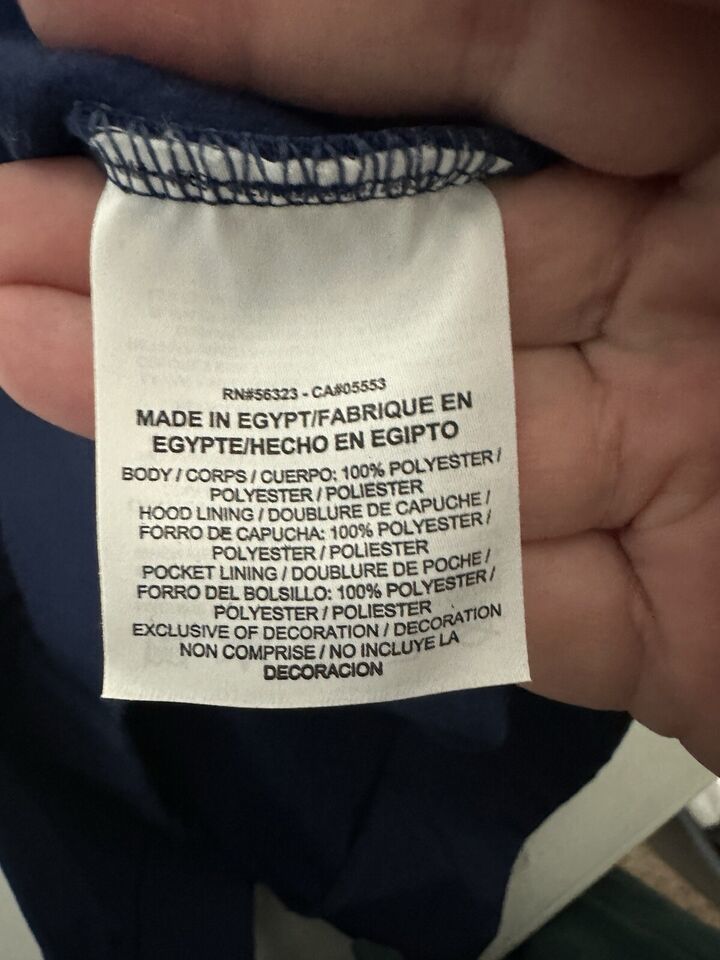 RN#56323 - CA#05553
MADE IN EGYPT/FABRIQUE EN
EGYPTE/HECHO EN EGIPTO
BODY / CORPS / CUERPO: 100% POLYESTER /
POLYESTER / POLIESTER
HOOD LINING / DOUBLURE DE CAPUCHE /
FORRO DE CAPUCHA: 100% POLYESTER /
POLYESTER / POLIESTER
POCKET LINING / DOUBLURE DE POCHE /
FORRO DEL BOLSILLO: 100% POLYESTER /
POLYESTER / POLIESTER
EXCLUSIVE OF DECORATION / DECORATION
NON COMPRISE / NO INCLUYE LA
DECORACION